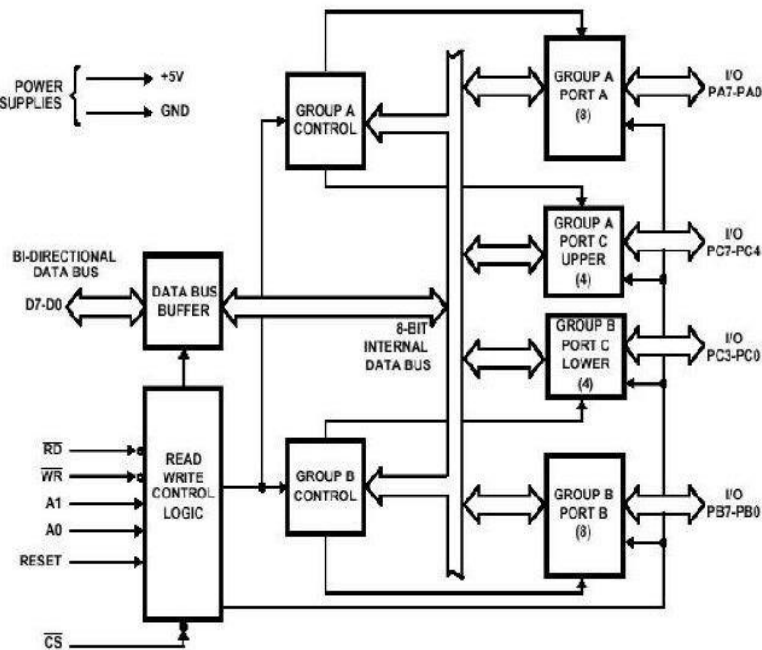 POWER
SUPPLIES
+5V
GND
GROUP A
CONTROL
GROUP A
PORT A
(8)
I/O
PA7-PA0
GROUP A
PORT C
UPPER
(4)
I/O
PC7-PC4
BI-DIRECTIONAL
DATA BUS
D7-D0
DATA BUS
BUFFER
8-BIT
INTERNAL
DATA BUS
GROUP B
PORT C
LOWER
(4)
I/O
PC3-PC0
RD
WR
A1
A0
RESET
CS
READ
WRITE
CONTROL
LOGIC
GROUP B
CONTROL
GROUP B
PORT B
(8)
I/O
PB7-PB0